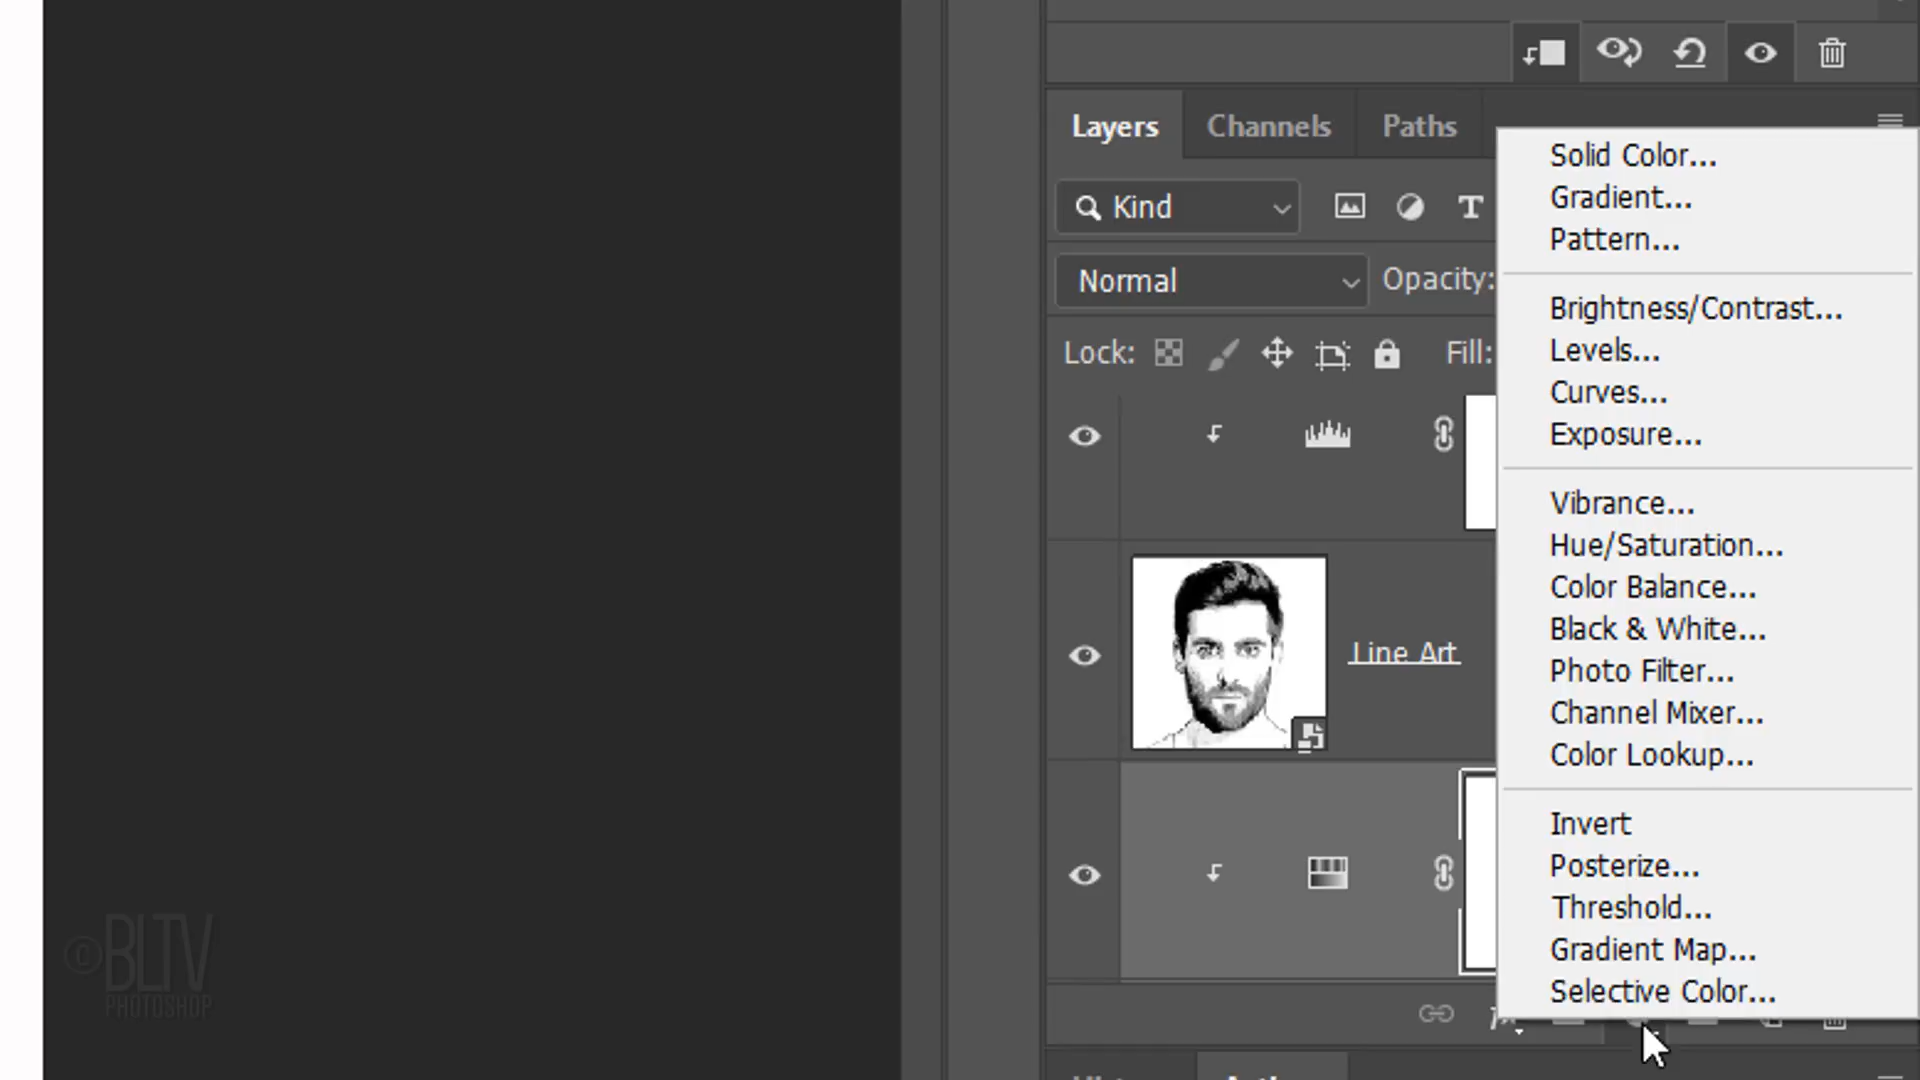 Layers Channels Paths
Kind
Normal Opacity:
Lock: Fill:
Line Art
Solid Color...
Gradient...
Pattern...
Brightness/Contrast...
Levels...
Curves...
Exposure...
Vibrance...
Hue/Saturation...
Color Balance...
Black & White...
Photo Filter...
Channel Mixer...
Color Lookup...
Invert
Posterize...
Threshold...
Gradient Map...
Selective Color...
©BLTV
PHOTOSHOP